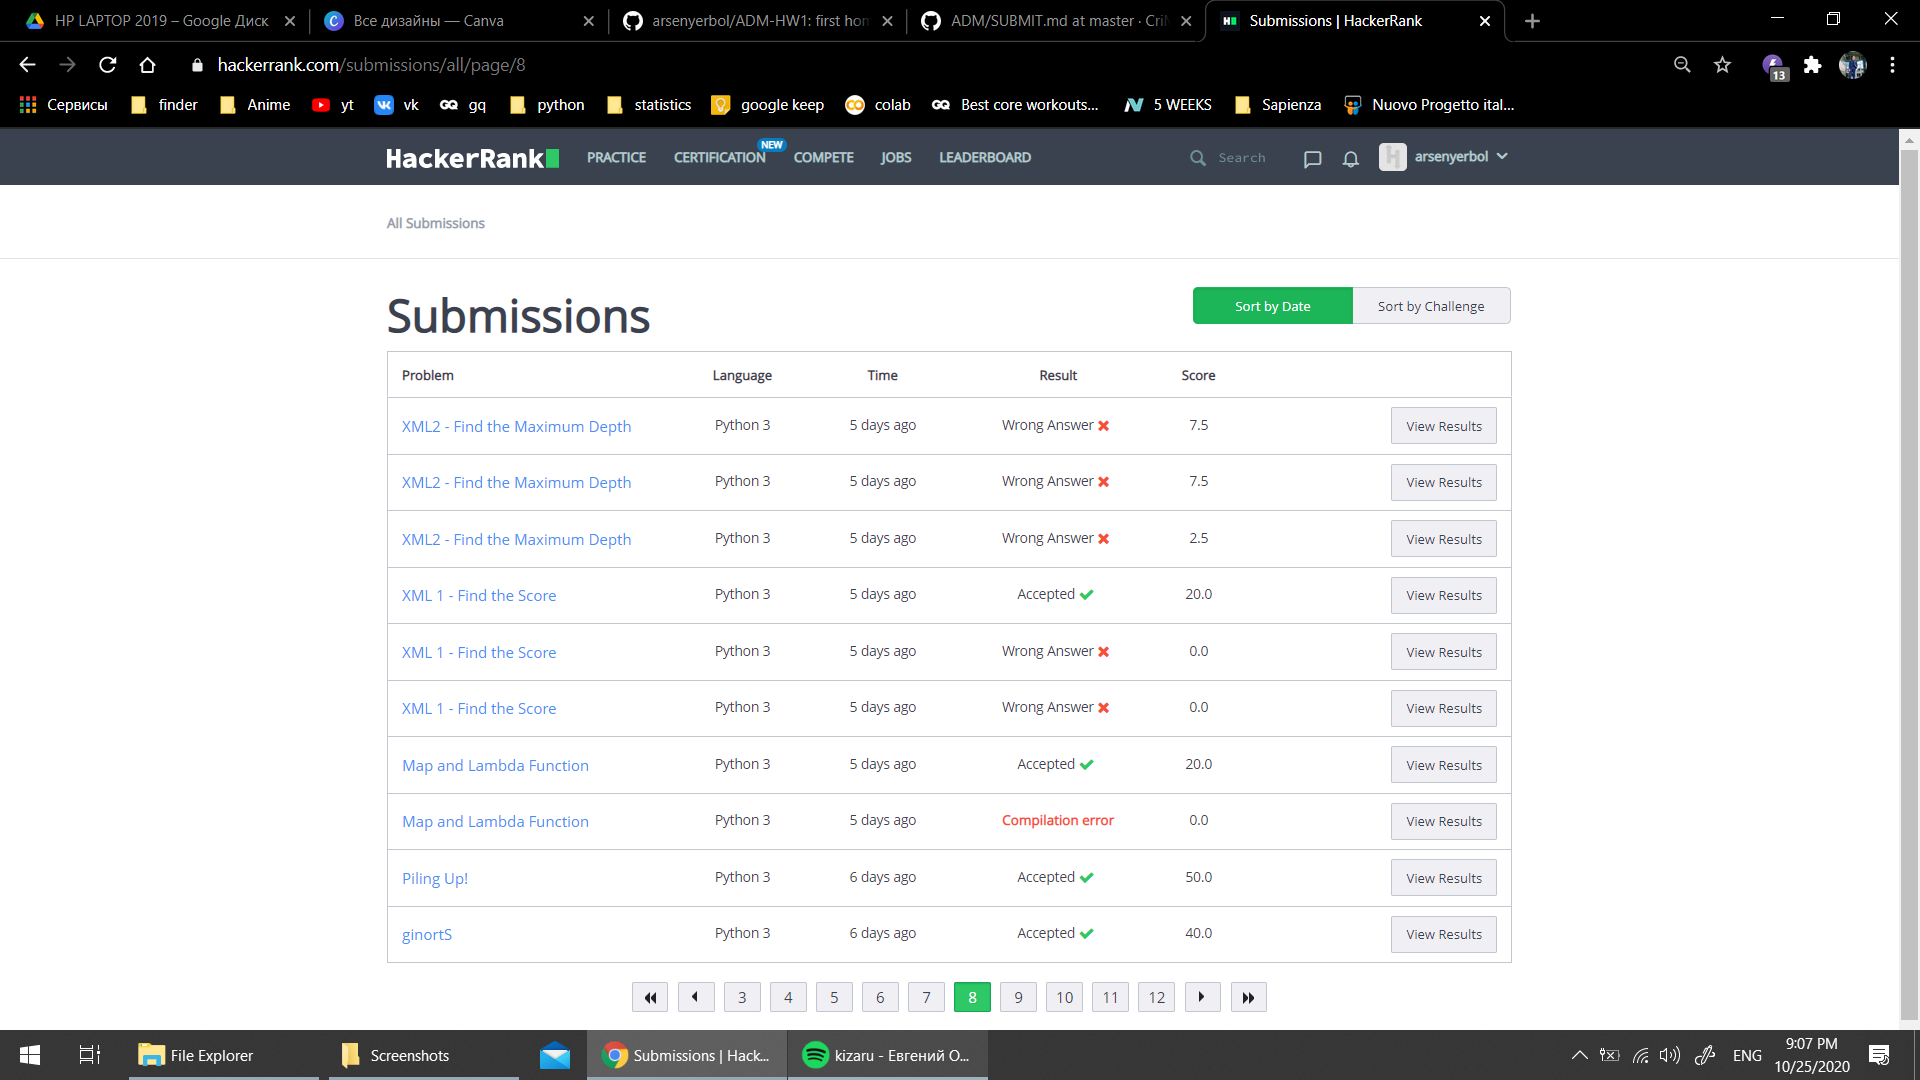 HP LAPTOP 2019 – Google Диск
Все дизайны — Canva
arsenyerbol/ADM-HW1: first hon
ADM/SUBMIT.md at master · CriM
Submissions | HackerRank
hackerrank.com/submissions/all/page/8
13
Сервисы finder Anime yt vk gq python statistics google keep colab Best core workouts... 5 WEEKS Sapienza Nuovo Progetto ital...
HackerRank PRACTICE CERTIFICATION NEW COMPETE JOBS LEADERBOARD Search arsenyerbol
All Submissions
Submissions
Sort by Date Sort by Challenge
Problem Language Time Result Score
XML2 - Find the Maximum Depth Python 3 5 days ago Wrong Answer 7.5 View Results
XML2 - Find the Maximum Depth Python 3 5 days ago Wrong Answer 7.5 View Results
XML2 - Find the Maximum Depth Python 3 5 days ago Wrong Answer 2.5 View Results
XML 1 - Find the Score Python 3 5 days ago Accepted 20.0 View Results
XML 1 - Find the Score Python 3 5 days ago Wrong Answer 0.0 View Results
XML 1 - Find the Score Python 3 5 days ago Wrong Answer 0.0 View Results
Map and Lambda Function Python 3 5 days ago Accepted 20.0 View Results
Map and Lambda Function Python 3 5 days ago Compilation error 0.0 View Results
Piling Up! Python 3 6 days ago Accepted 50.0 View Results
ginortS Python 3 6 days ago Accepted 40.0 View Results
3 4 5 6 7 8 9 10 11 12
File Explorer Screenshots Submissions | Hack... kizaru - Евгений О... ENG 9:07 PM
10/25/2020